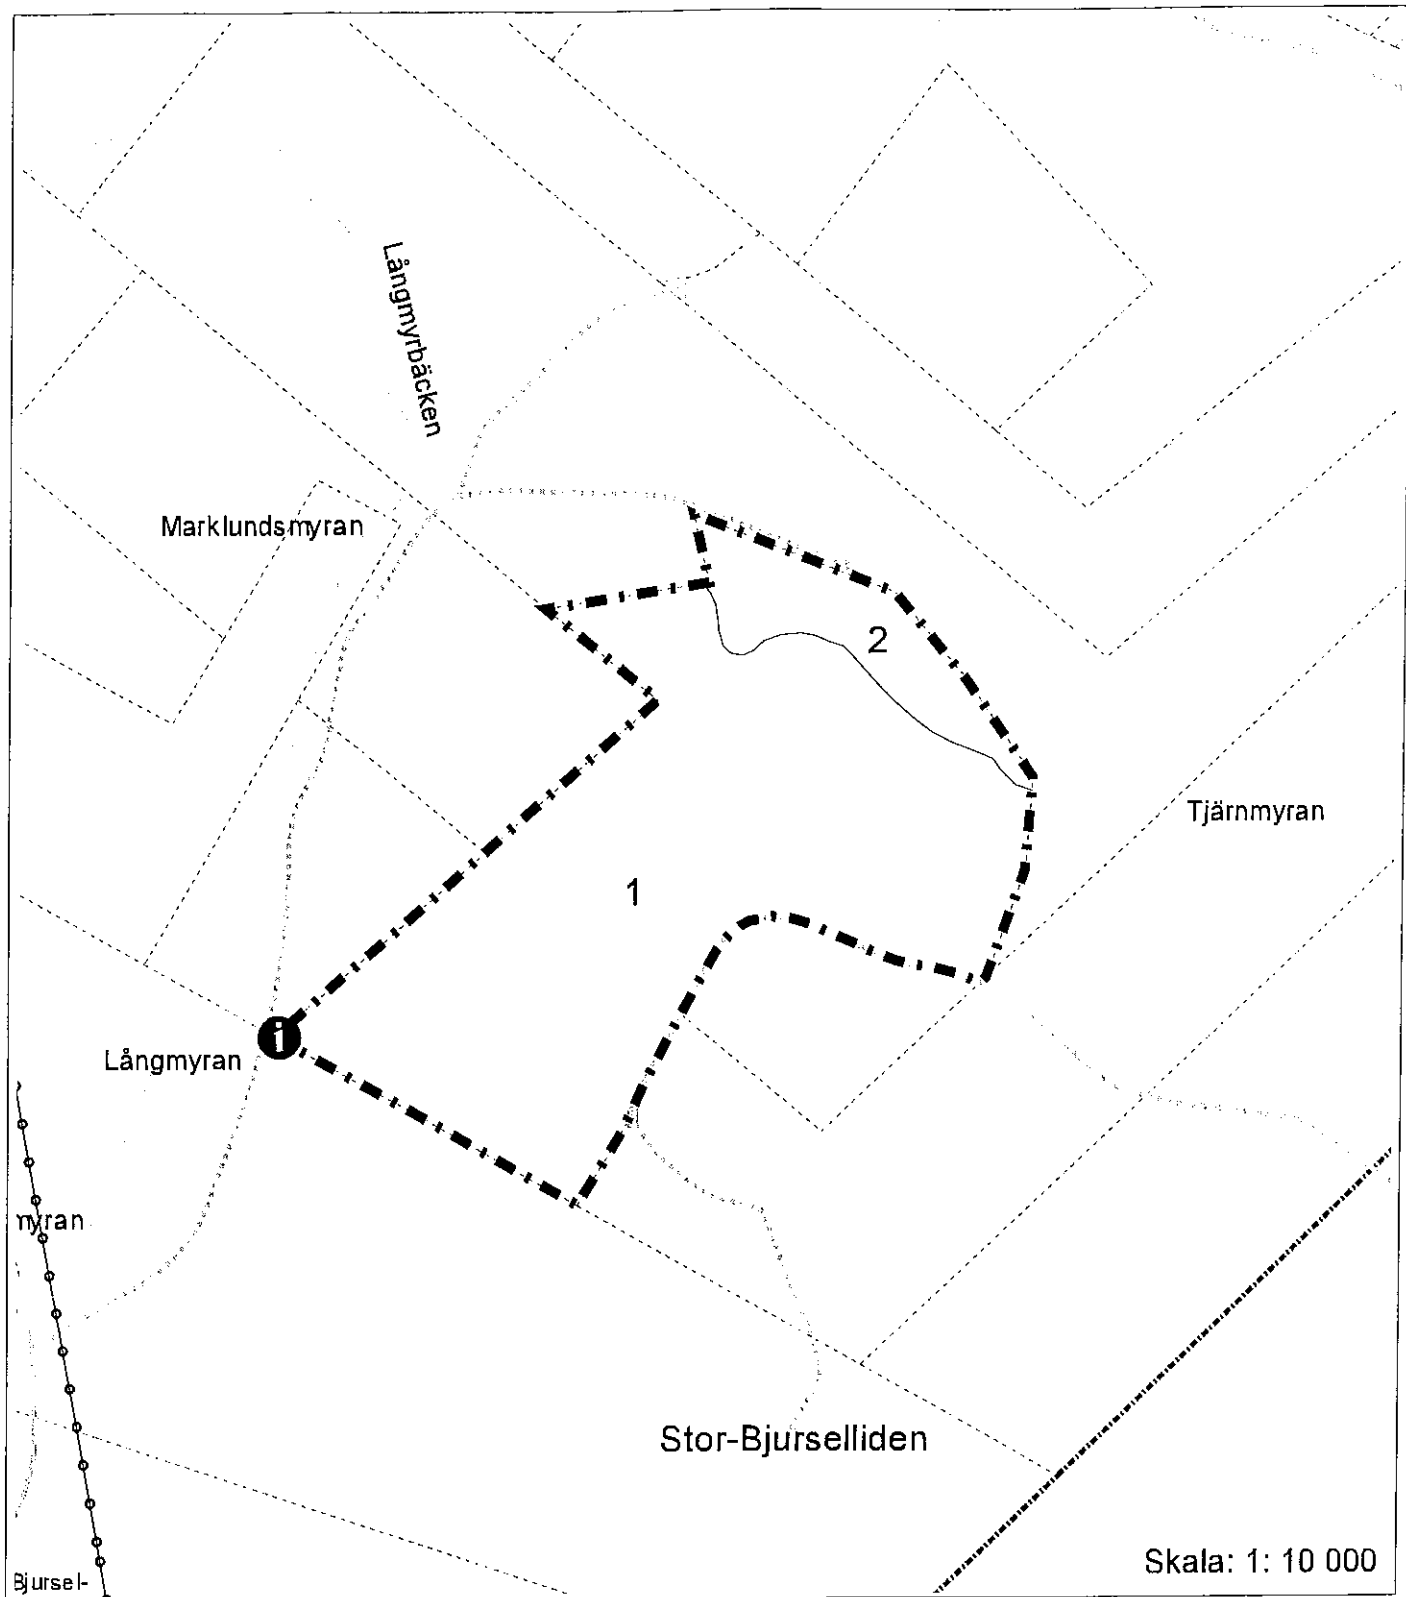 Långmyrbäcken
Marklundsmyran
2
Tjärnmyran
1
i
Långmyran
myran
Stor-Bjurselliden
Skala: 1: 10 000
Bjursel-